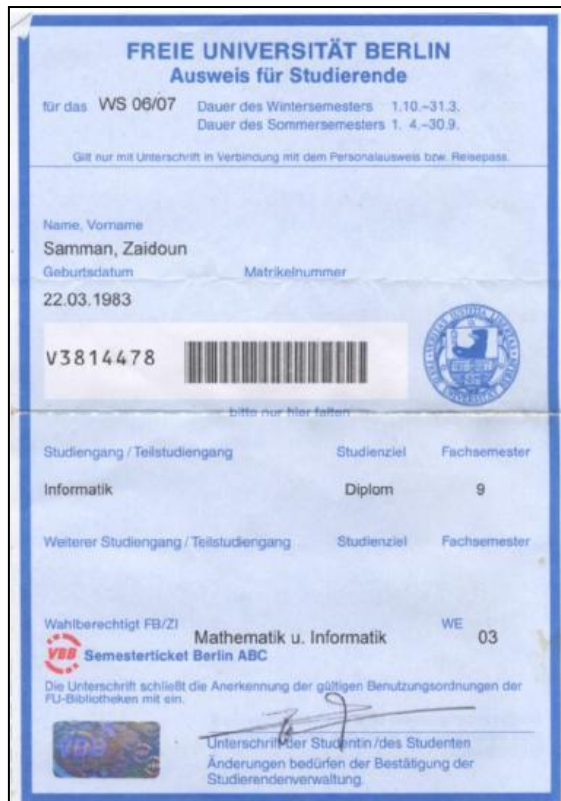 FREIE UNIVERSITÄT BERLIN
Ausweis für Studierende
für das WS 06/07 Dauer des Wintersemesters 1.10.–31.3.
Dauer des Sommersemesters 1. 4.–30.9.
Gilt nur mit Unterschrift in Verbindung mit dem Personalausweis bzw. Reisepass.
Name, Vorname
Samman, Zaidoun
Geburtsdatum Matrikelnummer
22.03.1983
V3814478
bitte nur hier falten
Studiengang / Teilstudiengang Studienziel Fachsemester
Informatik Diplom 9
Weiterer Studiengang / Teilstudiengang Studienziel Fachsemester
Wahlberechtigt FB/ZI Mathematik u. Informatik WE 03
VBB Semesterticket Berlin ABC
Die Unterschrift schließt die Anerkennung der gültigen Benutzungsordnungen der
FU-Bibliotheken mit ein.
VBB
Unterschrift der Studentin/des Studenten
Änderungen bedürfen der Bestätigung der
Studierendenverwaltung.